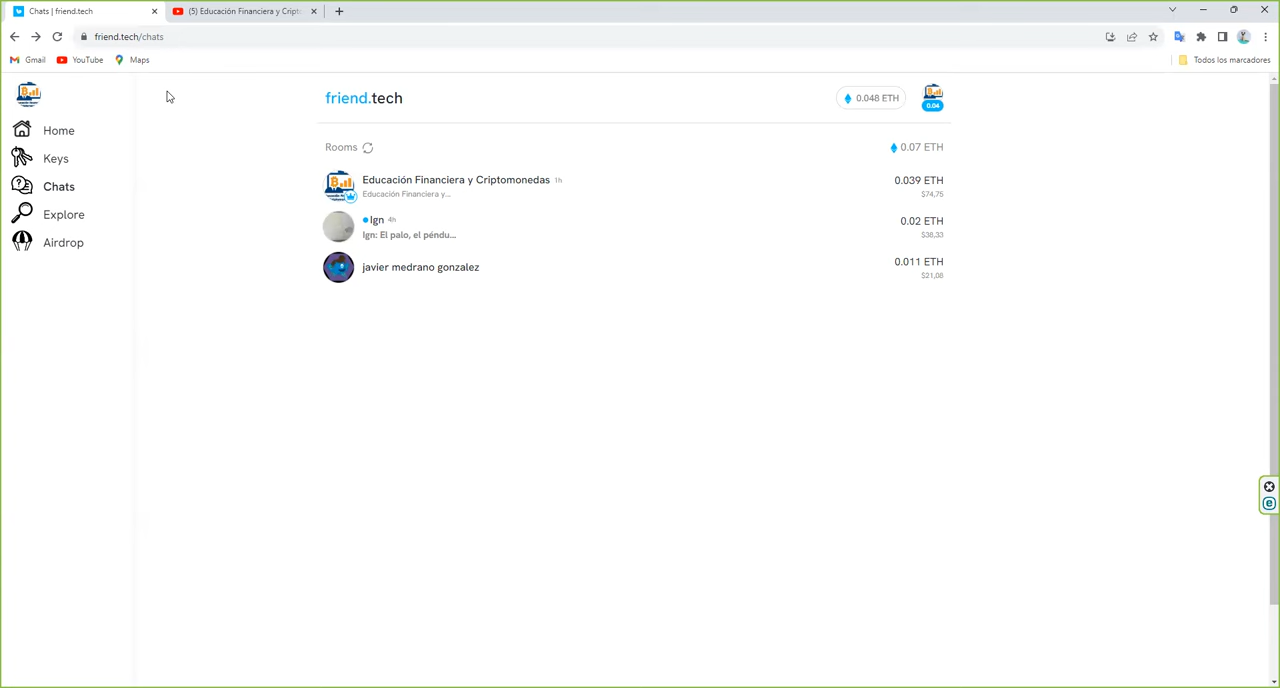 Chats | friend.tech
(5) Educación Financiera y Cript
friend.tech/chats
Gmail
YouTube
Maps
Todos los marcadores
friend.tech
0.048 ETH
0.04
Home
Keys
Chats
Explore
Airdrop
Rooms
0.07 ETH
Educación Financiera y Criptomonedas 1h
0.039 ETH
Educación Financiera y...
$74,75
Ign 4h
0.02 ETH
Ign: El palo, el péndu...
$38,33
javier medrano gonzalez
0.011 ETH
$21,08